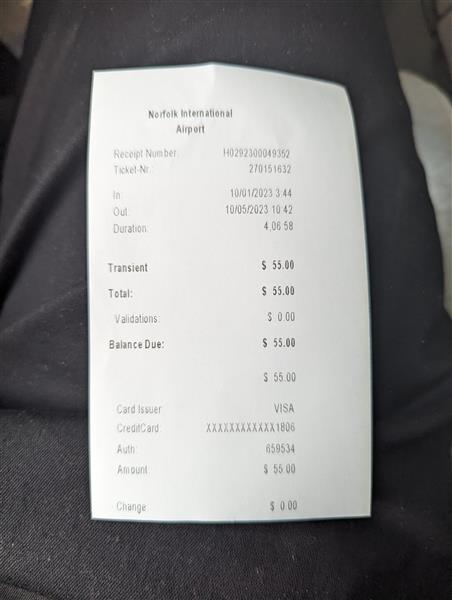 Norfolk International
Airport
Receipt Number: H0292300049352
Ticket-Nr.: 270151632
In: 10/01/2023 3:44
Out: 10/05/2023 10:42
Duration: 4,06:58
Transient $ 55.00
Total: $ 55.00
Validations: $ 0.00
Balance Due: $ 55.00
$ 55.00
Card Issuer: VISA
CreditCard: XXXXXXXXXXXX1806
Auth: 659534
Amount: $ 55.00
Change $ 0.00